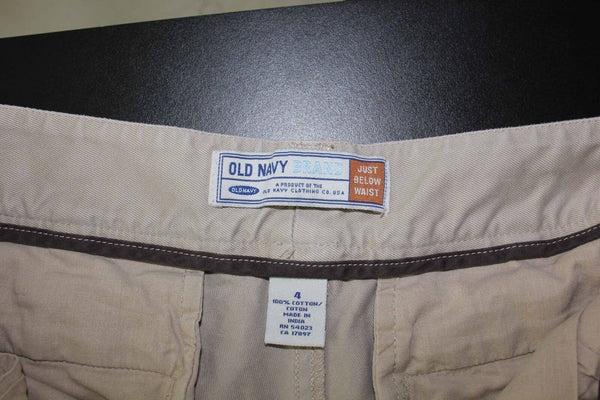 OLD NAVY BRAND
OLD NAVY
A PRODUCT OF THE
OLD NAVY CLOTHING CO. USA
JUST
BELOW
WAIST
4
100% COTTON/
COTON
MADE IN
INDIA
RN 54023
CA 17897